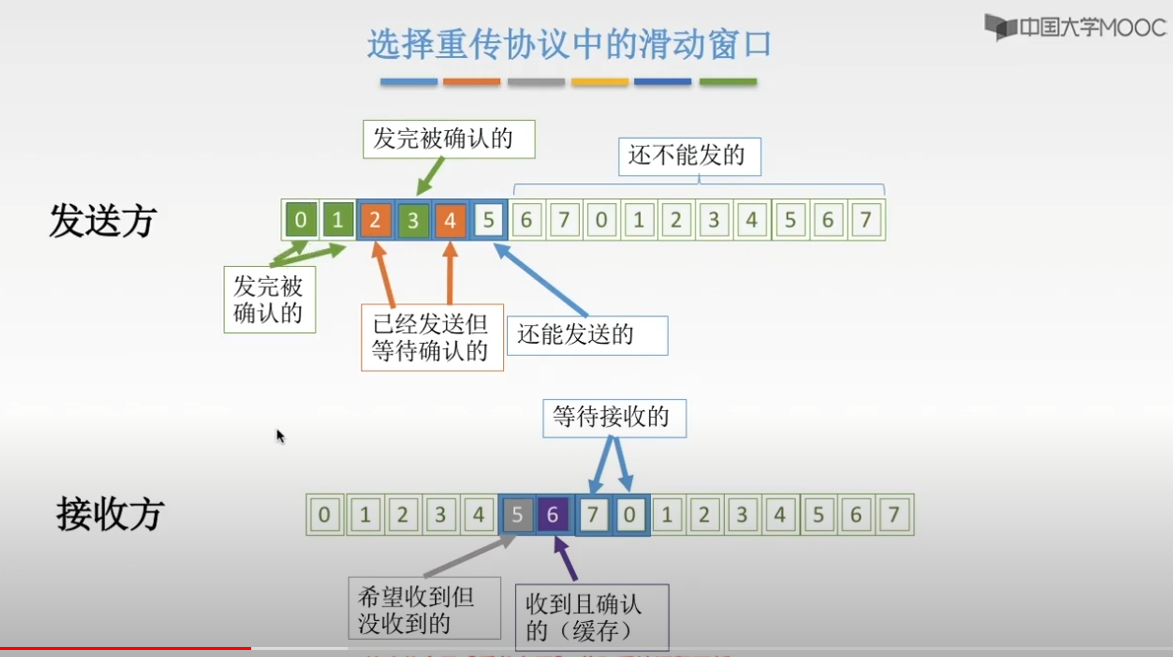 中国大学MOOC
选择重传协议中的滑动窗口
发完被确认的
还不能发的
发送方
0 1 2 3 4 5 6 7 0 1 2 3 4 5 6 7
发完被
确认的
已经发送但
等待确认的
还能发送的
等待接收的
接收方
0 1 2 3 4 5 6 7 0 1 2 3 4 5 6 7
希望收到但
没收到的
收到且确认
的（缓存）